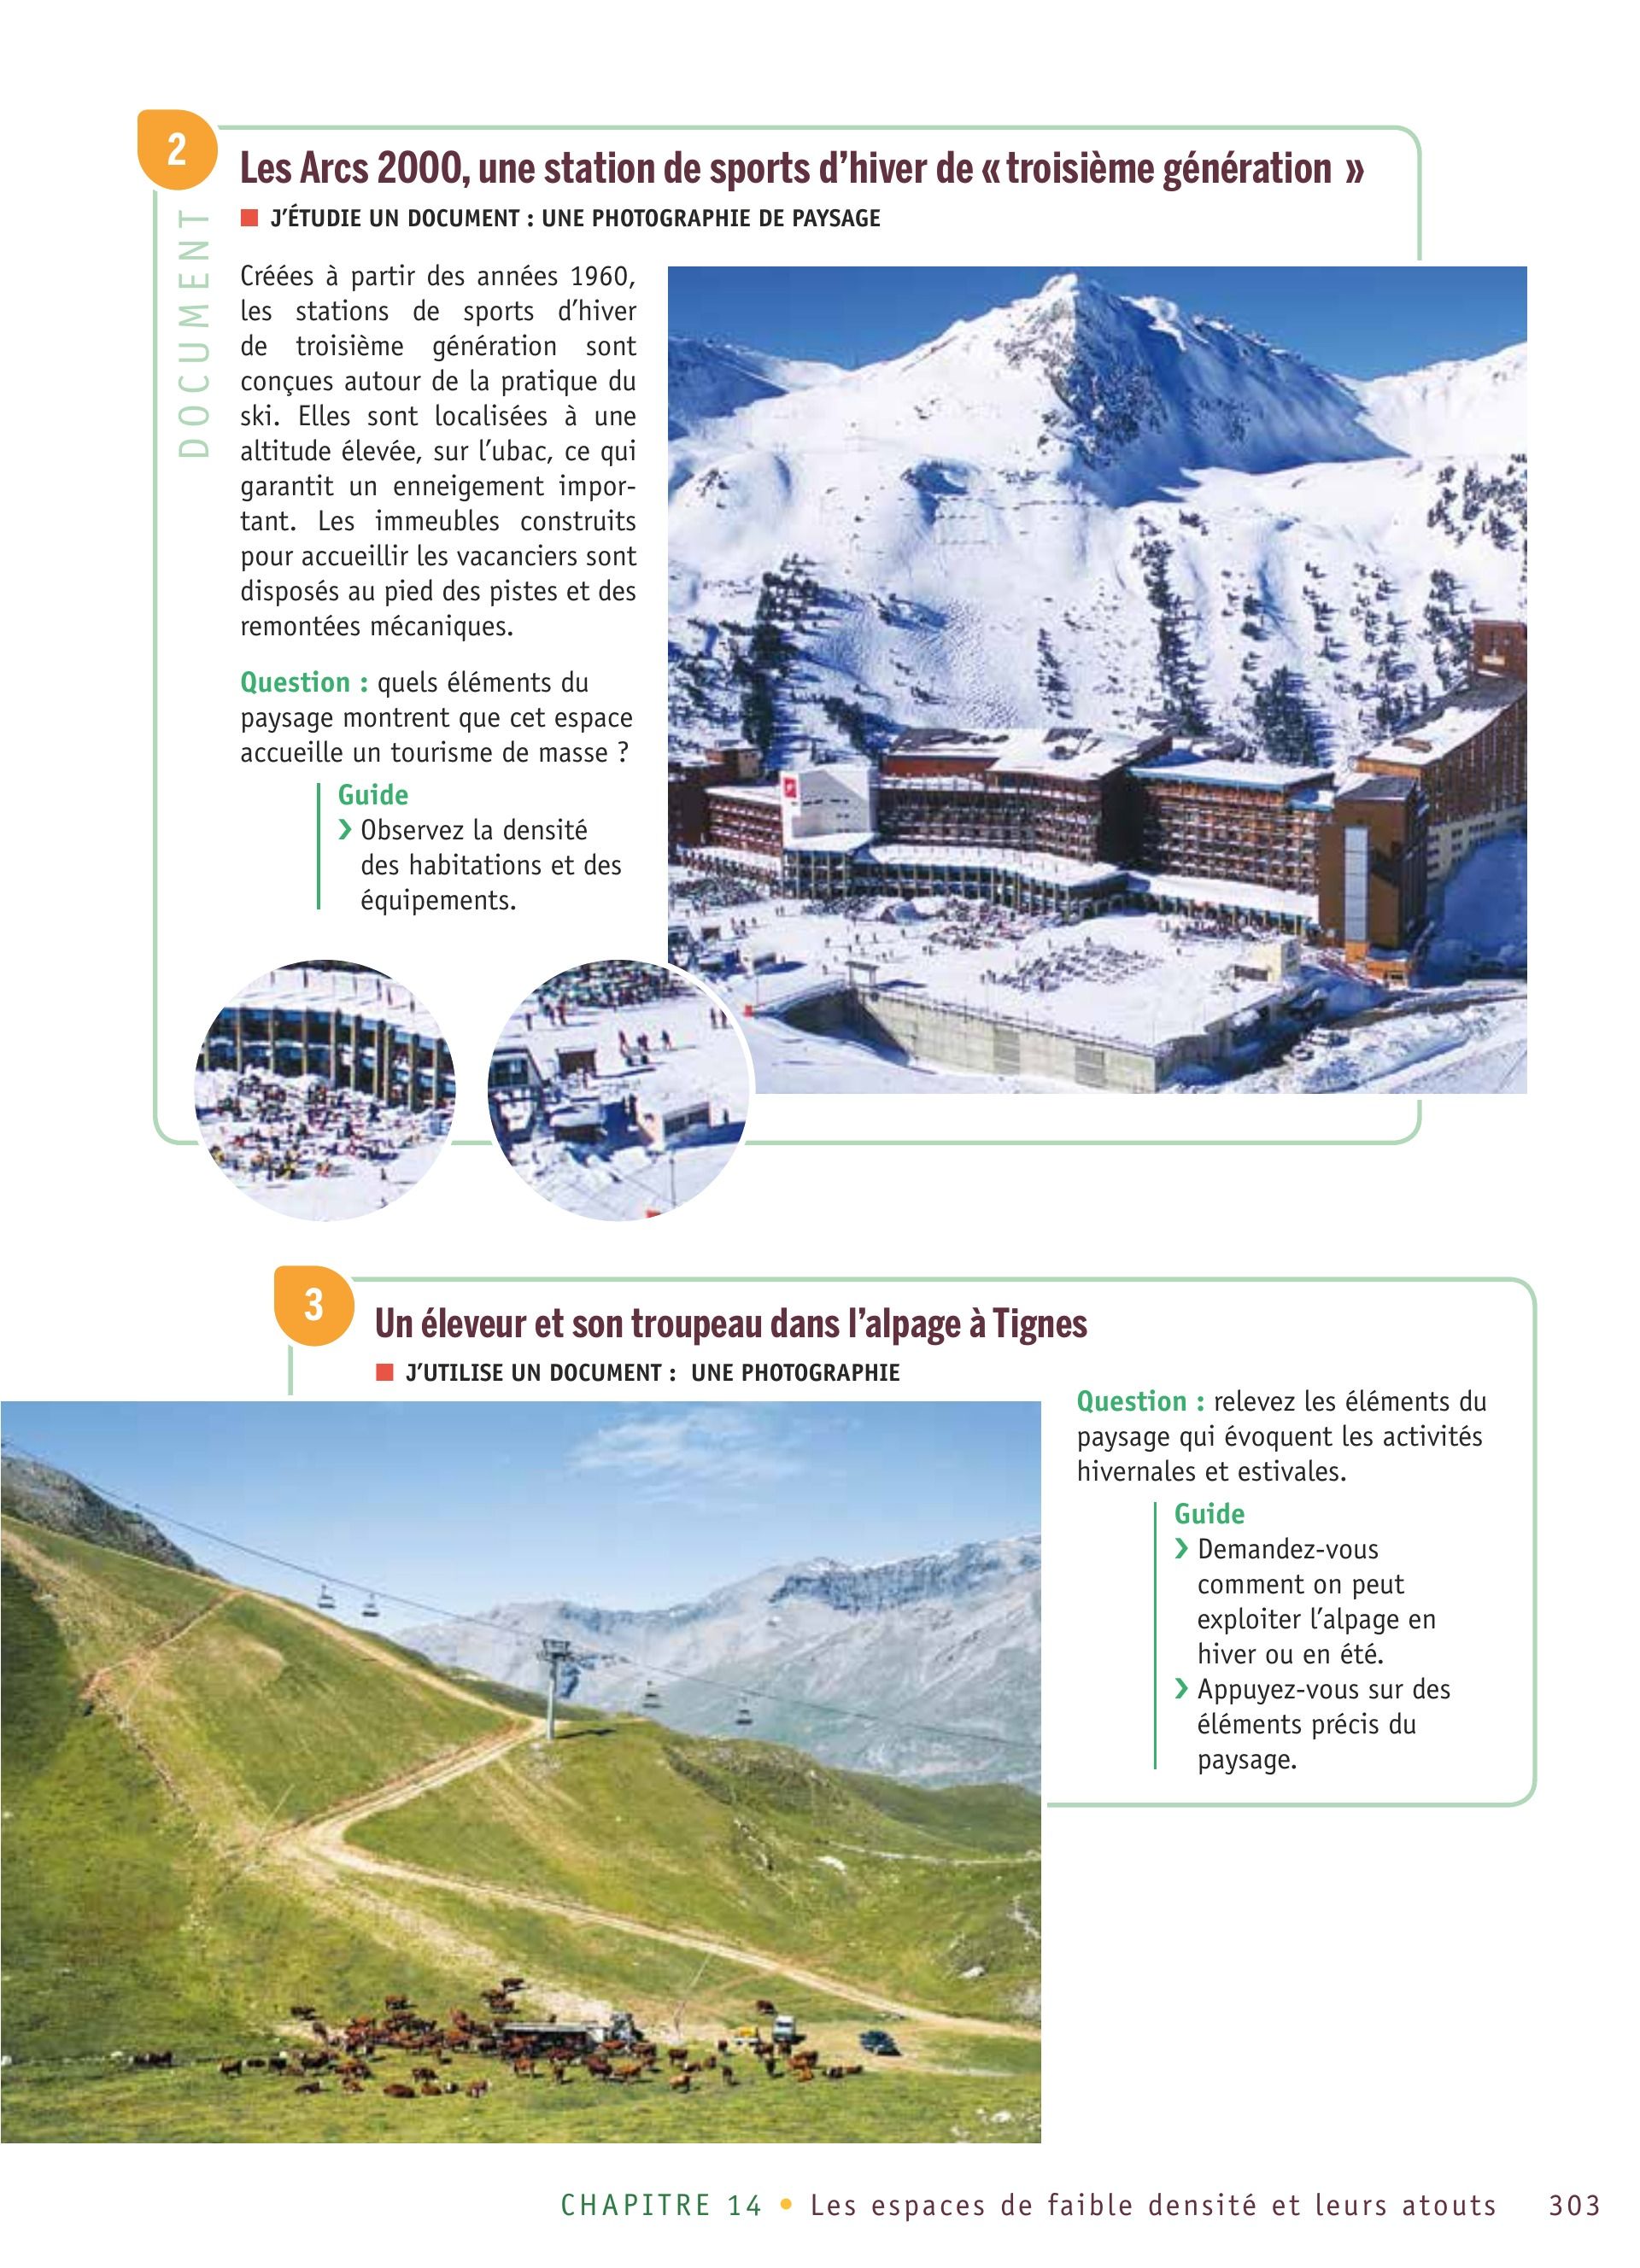 2
DOCUMENT
Les Arcs 2000, une station de sports d’hiver de « troisième génération »
J’ÉTUDIE UN DOCUMENT : UNE PHOTOGRAPHIE DE PAYSAGE
Créées à partir des années 1960,
les stations de sports d’hiver
de troisième génération sont
conçues autour de la pratique du
ski. Elles sont localisées à une
altitude élevée, sur l’ubac, ce qui
garantit un enneigement impor-
tant. Les immeubles construits
pour accueillir les vacanciers sont
disposés au pied des pistes et des
remontées mécaniques.
Question : quels éléments du
paysage montrent que cet espace
accueille un tourisme de masse ?
Guide
❯ Observez la densité
des habitations et des
équipements.
3
Un éleveur et son troupeau dans l’alpage à Tignes
J’UTILISE UN DOCUMENT : UNE PHOTOGRAPHIE
Question : relevez les éléments du
paysage qui évoquent les activités
hivernales et estivales.
Guide
❯ Demandez-vous
comment on peut
exploiter l’alpage en
hiver ou en été.
❯ Appuyez-vous sur des
éléments précis du
paysage.
CHAPITRE 14 • Les espaces de faible densité et leurs atouts 303